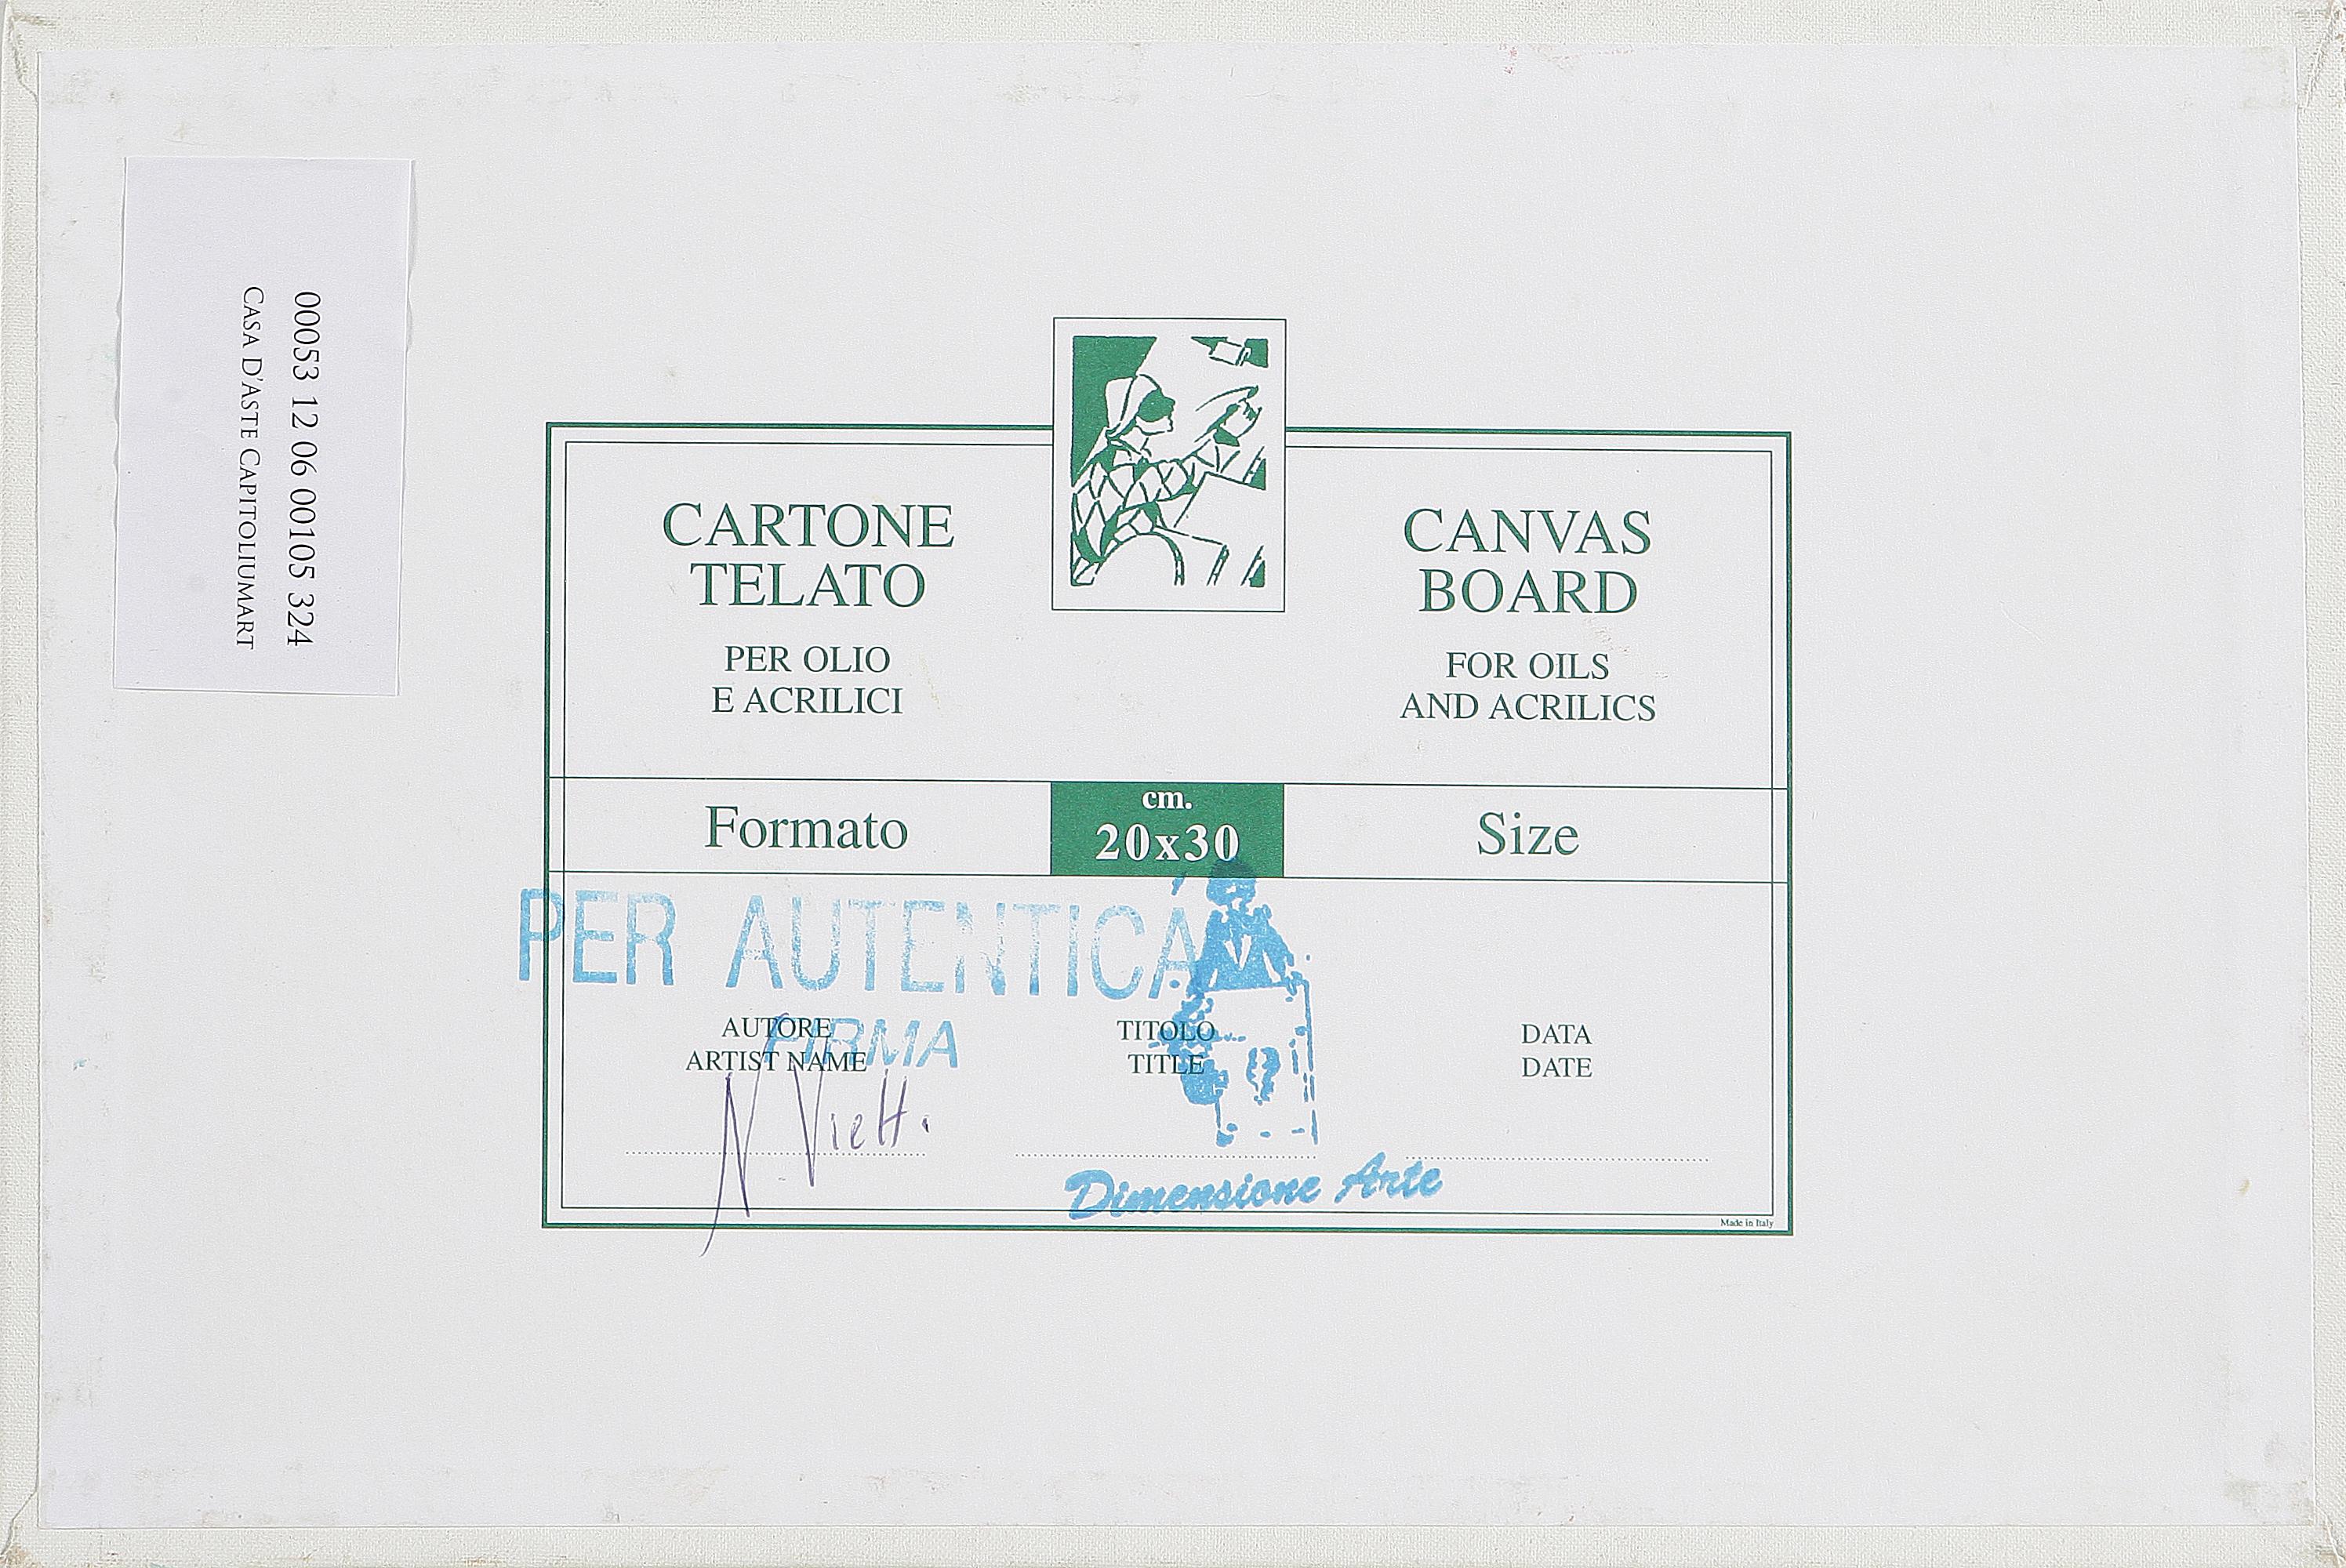 00053 12 06 00105 324
CASA D'ASTE CAPITOLIUMART
CARTONE
TELATO
PER OLIO
E ACRILICI
CANVAS
BOARD
FOR OILS
AND ACRILICS
Formato
cm.
20x30
Size
PER AUTENTICA
FIRMA
AUTORE
ARTIST NAME
TITOLO
TITLE
DATA
DATE
N. Vietti
Dimensione Arte
Made in Italy